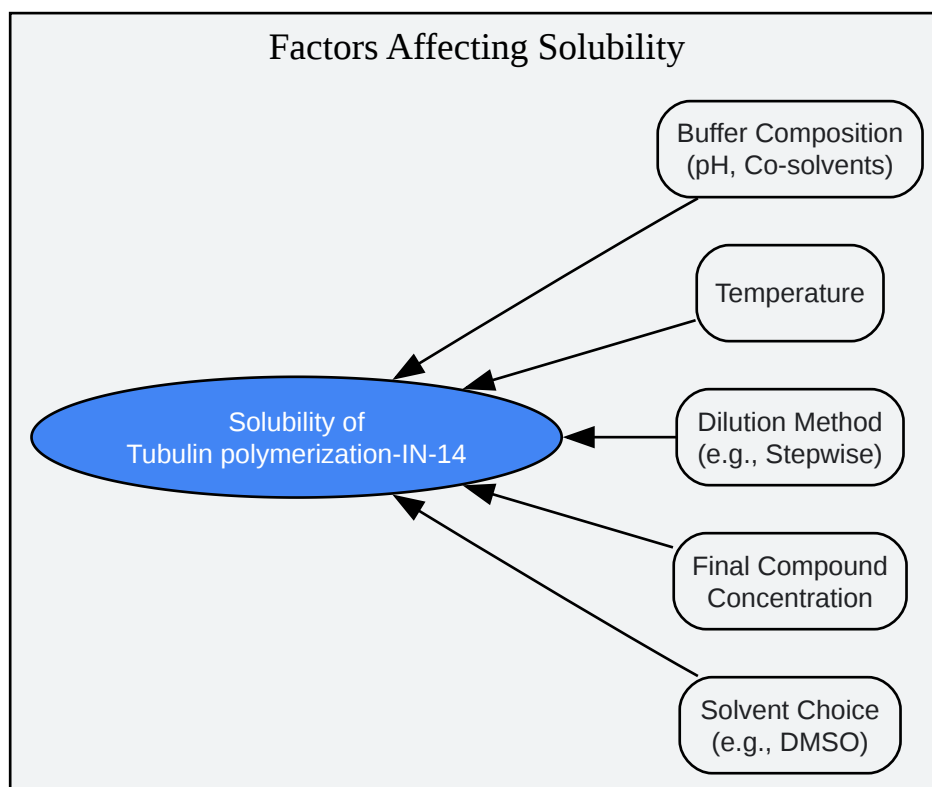 Factors Affecting Solubility
Buffer Composition
(pH, Co-solvents)
Temperature
Solubility of
Tubulin polymerization-IN-14
Dilution Method
(e.g., Stepwise)
Final Compound
Concentration
Solvent Choice
(e.g., DMSO)